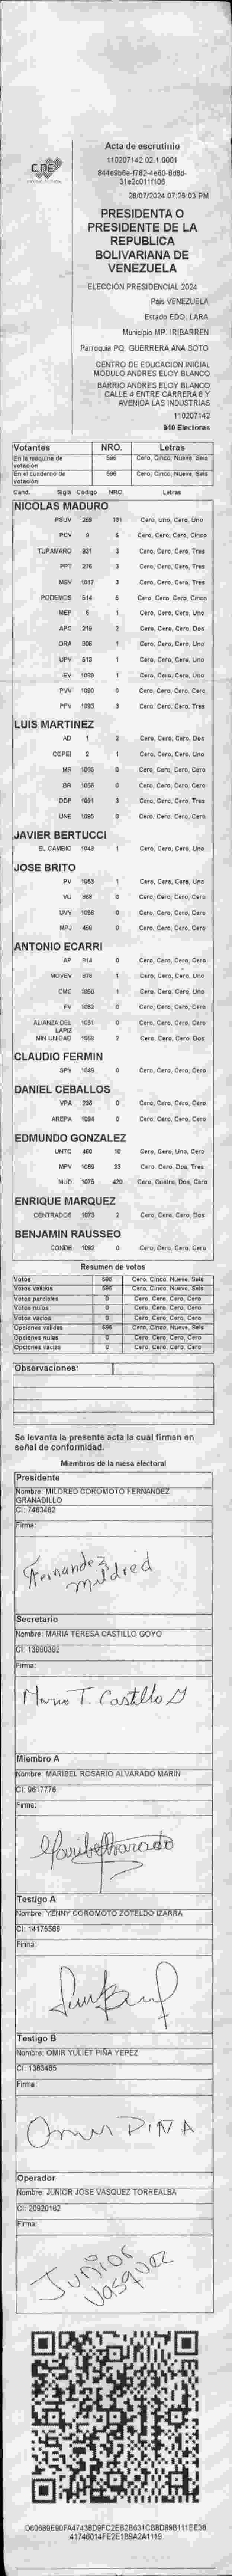 CNE
Acta de escrutinio
110207142.02.1.0001
28/07/2024 07:25:03 PM
PRESIDENTA O
PRESIDENTE DE LA
REPUBLICA
BOLIVARIANA DE
VENEZUELA
ELECCIÓN PRESIDENCIAL 2024
País VENEZUELA
Estado EDO. LARA
Municipio MP. IRIBARREN
Parroquia PQ. GUERRERA ANA SOTO
CENTRO DE EDUCACION INICIAL
MODULO ANDRES ELOY BLANCO
BARRIO ANDRES ELOY BLANCO
CALLE 4 ENTRE CARRERA 8 Y
AVENIDA LAS INDUSTRIAS
110207142
940 Electores
Votantes NRO. Letras
En la maquina de votación 596 Cero, Cinco, Nueve, Seis
En el cuaderno de votación 596 Cero, Cinco, Nueve, Seis
Cand. Sigla Código NRO. Letras
NICOLAS MADURO
PSUV 269 101 Cero, Uno, Cero, Uno
PCV 5 Cero, Cero, Cero, Cinco
TUPAMARO 831 3 Cero, Cero, Cero, Tres
PPT 275 3 Cero, Cero, Cero, Tres
MSV 1017 3 Cero, Cero, Cero, Tres
PODEMOS 514 5 Cero, Cero, Cero, Cinco
MEP 6 1 Cero, Cero, Cero, Uno
APC 219 2 Cero, Cero, Cero, Dos
ORA 906 1 Cero, Cero, Cero, Uno
UPV 513 1 Cero, Cero, Cero, Uno
EV 1089 1 Cero, Cero, Cero, Uno
PVV 1090 0 Cero, Cero, Cero, Cero
PFV 1093 3 Cero, Cero, Cero, Tres
LUIS MARTINEZ
AD 1 2 Cero, Cero, Cero, Dos
COPEI 2 1 Cero, Cero, Cero, Uno
MR 1066 0 Cero, Cero, Cero, Cero
BR 0 Cero, Cero, Cero, Cero
DDP 1091 3 Cero, Cero, Cero, Tres
UNE 1095 0 Cero, Cero, Cero, Cero
JAVIER BERTUCCI
EL CAMBIO 1048 1 Cero, Cero, Cero, Uno
JOSE BRITO
PV 1053 1 Cero, Cero, Cero, Uno
VU 868 0 Cero, Cero, Cero, Cero
UVV 1096 0 Cero, Cero, Cero, Cero
MPJ 458 0 Cero, Cero, Cero, Cero
ANTONIO ECARRI
AP 914 0 Cero, Cero, Cero, Cero
MOVEV 978 1 Cero, Cero, Cero, Uno
CMC 1050 1 Cero, Cero, Cero, Uno
FV 1052 0 Cero, Cero, Cero, Cero
ALIANZA DEL LAPIZ 1051 0 Cero, Cero, Cero, Cero
MIN UNIDAD 1058 2 Cero, Cero, Cero, Dos
CLAUDIO FERMIN
SPV 1049 0 Cero, Cero, Cero, Cero
DANIEL CEBALLOS
VPA 236 0 Cero, Cero, Cero, Cero
AREPA 1094 0 Cero, Cero, Cero, Cero
EDMUNDO GONZALEZ
UNTC 460 10 Cero, Cero, Uno, Cero
MPV 1069 23 Cero, Cero, Dos, Tres
MUD 1075 420 Cero, Cuatro, Dos, Cero
ENRIQUE MARQUEZ
CENTRADOS 1073 2 Cero, Cero, Cero, Dos
BENJAMIN RAUSSEO
CONDE 1092 0 Cero, Cero, Cero, Cero
Resumen de votos
Votos 596 Cero, Cinco, Nueve, Seis
Votos válidos 596 Cero, Cinco, Nueve, Seis
Votos parciales 0 Cero, Cero, Cero, Cero
Votos nulos 0 Cero, Cero, Cero, Cero
Votos vacíos 0 Cero, Cero, Cero, Cero
Opciones validas 596 Cero, Cinco, Nueve, Seis
Opciones nulas 0 Cero, Cero, Cero, Cero
Opciones vacías 0 Cero, Cero, Cero, Cero
Observaciones:
Se levanta la presente acta la cual firman en
señal de conformidad.
Miembros de la mesa electoral
Presidente
Nombre: MILDRED COROMOTO FERNANDEZ
GRANADILLO
CI: 7463482
Firma:
Fernandez
Mildred
Secretario
Nombre: MARIA TERESA CASTILLO GOYO
CI: 13990392
Firma:
Maria T. Castillo G
Miembro A
Nombre: MARIBEL ROSARIO ALVARADO MARIN
CI: 9617776
Firma:
Maribel Alvarado
Testigo A
Nombre: YENNY COROMOTO ZOTELDO IZARRA
CI: 14175586
Firma:
Testigo B
Nombre: OMIR YULIET PIÑA YEPEZ
CI: 1383485
Firma:
Omir PIÑA
Operador
Nombre: JUNIOR JOSE VASQUEZ TORREALBA
CI: 20920162
Firma:
Junior
Vasquez